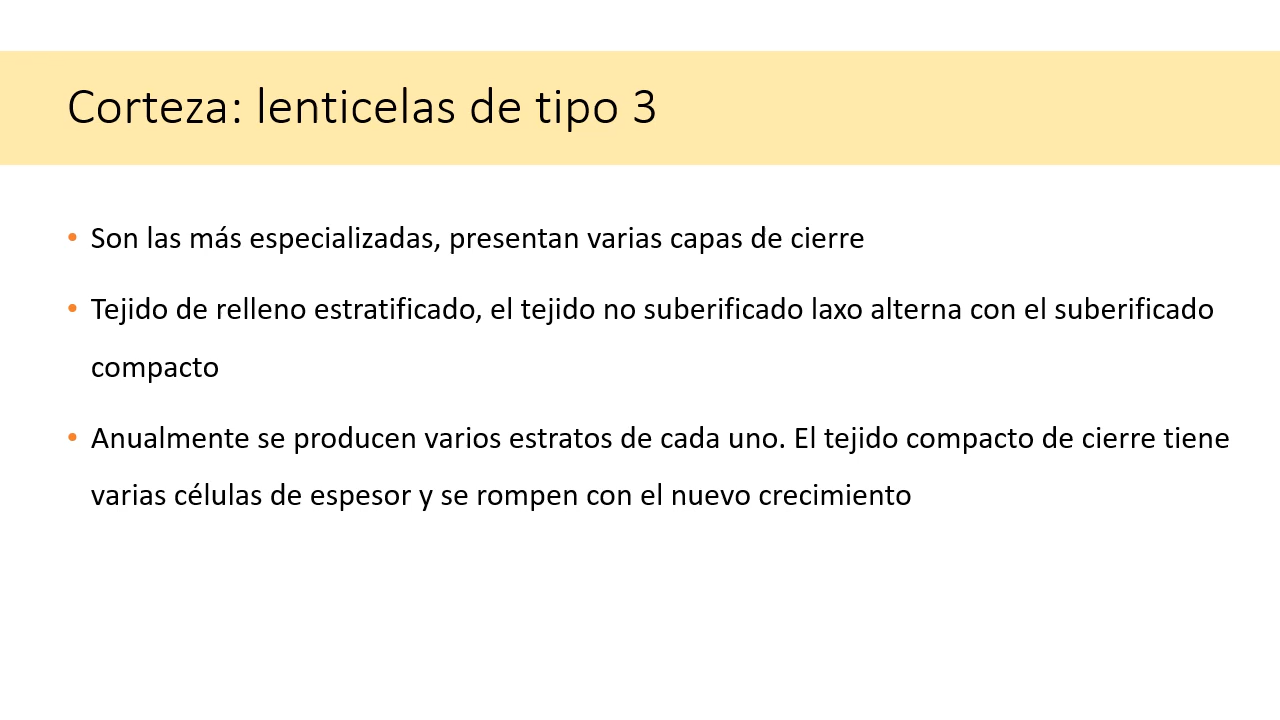 Corteza: lenticelas de tipo 3
• Son las más especializadas, presentan varias capas de cierre
• Tejido de relleno estratificado, el tejido no suberificado laxo alterna con el suberificado
compacto
• Anualmente se producen varios estratos de cada uno. El tejido compacto de cierre tiene
varias células de espesor y se rompen con el nuevo crecimiento